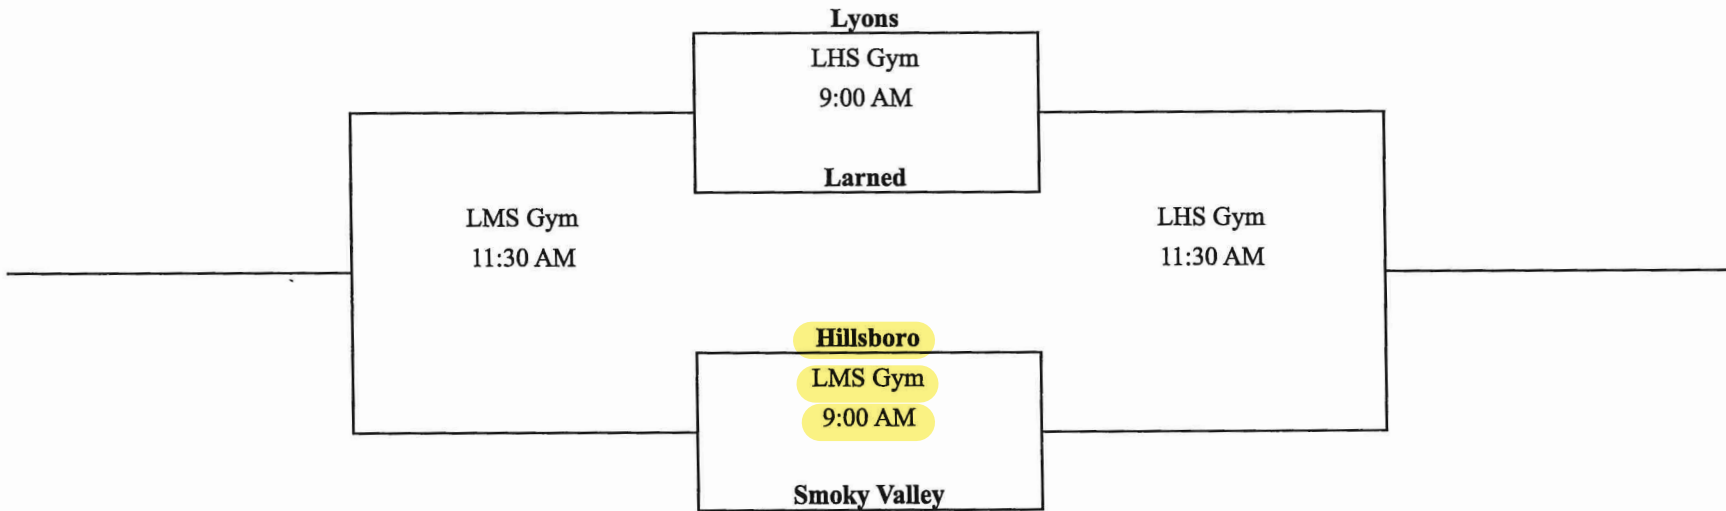 Lyons
LHS Gym
9:00 AM
Larned
LMS Gym
11:30 AM
LHS Gym
11:30 AM
Hillsboro
LMS Gym
9:00 AM
Smoky Valley